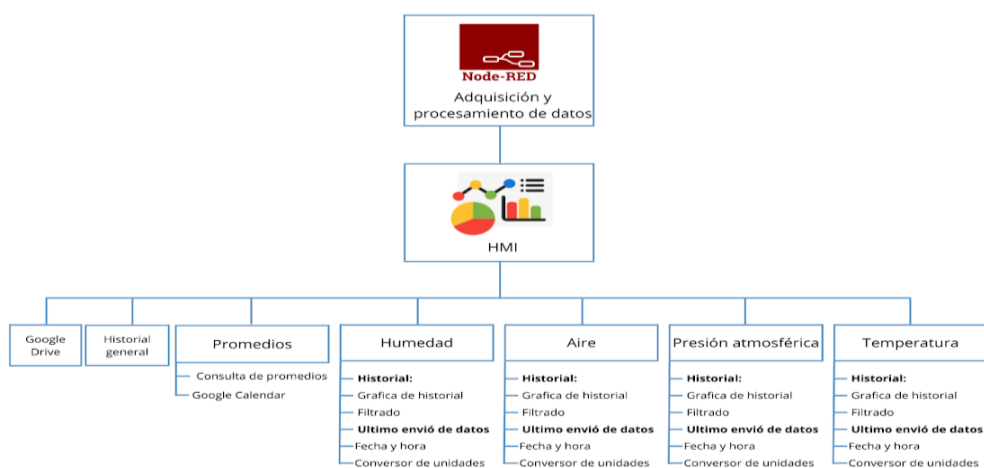 Node-RED
Adquisición y
procesamiento de datos
HMI
Google
Drive
Historial
general
Promedios
Consulta de promedios
Google Calendar
Humedad
Historial:
Grafica de historial
Filtrado
Ultimo envió de datos
Fecha y hora
Conversor de unidades
Aire
Historial:
Grafica de historial
Filtrado
Ultimo envió de datos
Fecha y hora
Conversor de unidades
Presión atmosférica
Historial:
Grafica de historial
Filtrado
Ultimo envió de datos
Fecha y hora
Conversor de unidades
Temperatura
Historial:
Grafica de historial
Filtrado
Ultimo envió de datos
Fecha y hora
Conversor de unidades